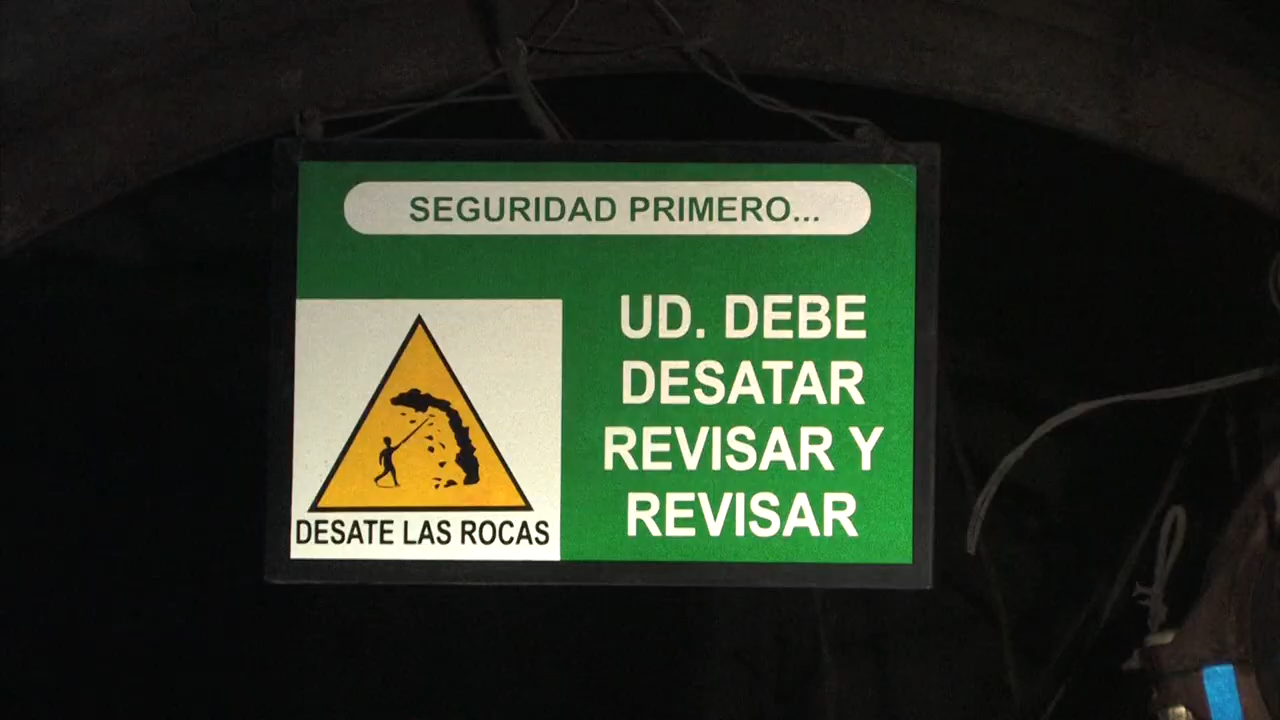 SEGURIDAD PRIMERO...
UD. DEBE
DESATAR
REVISAR Y
REVISAR
DESATE LAS ROCAS